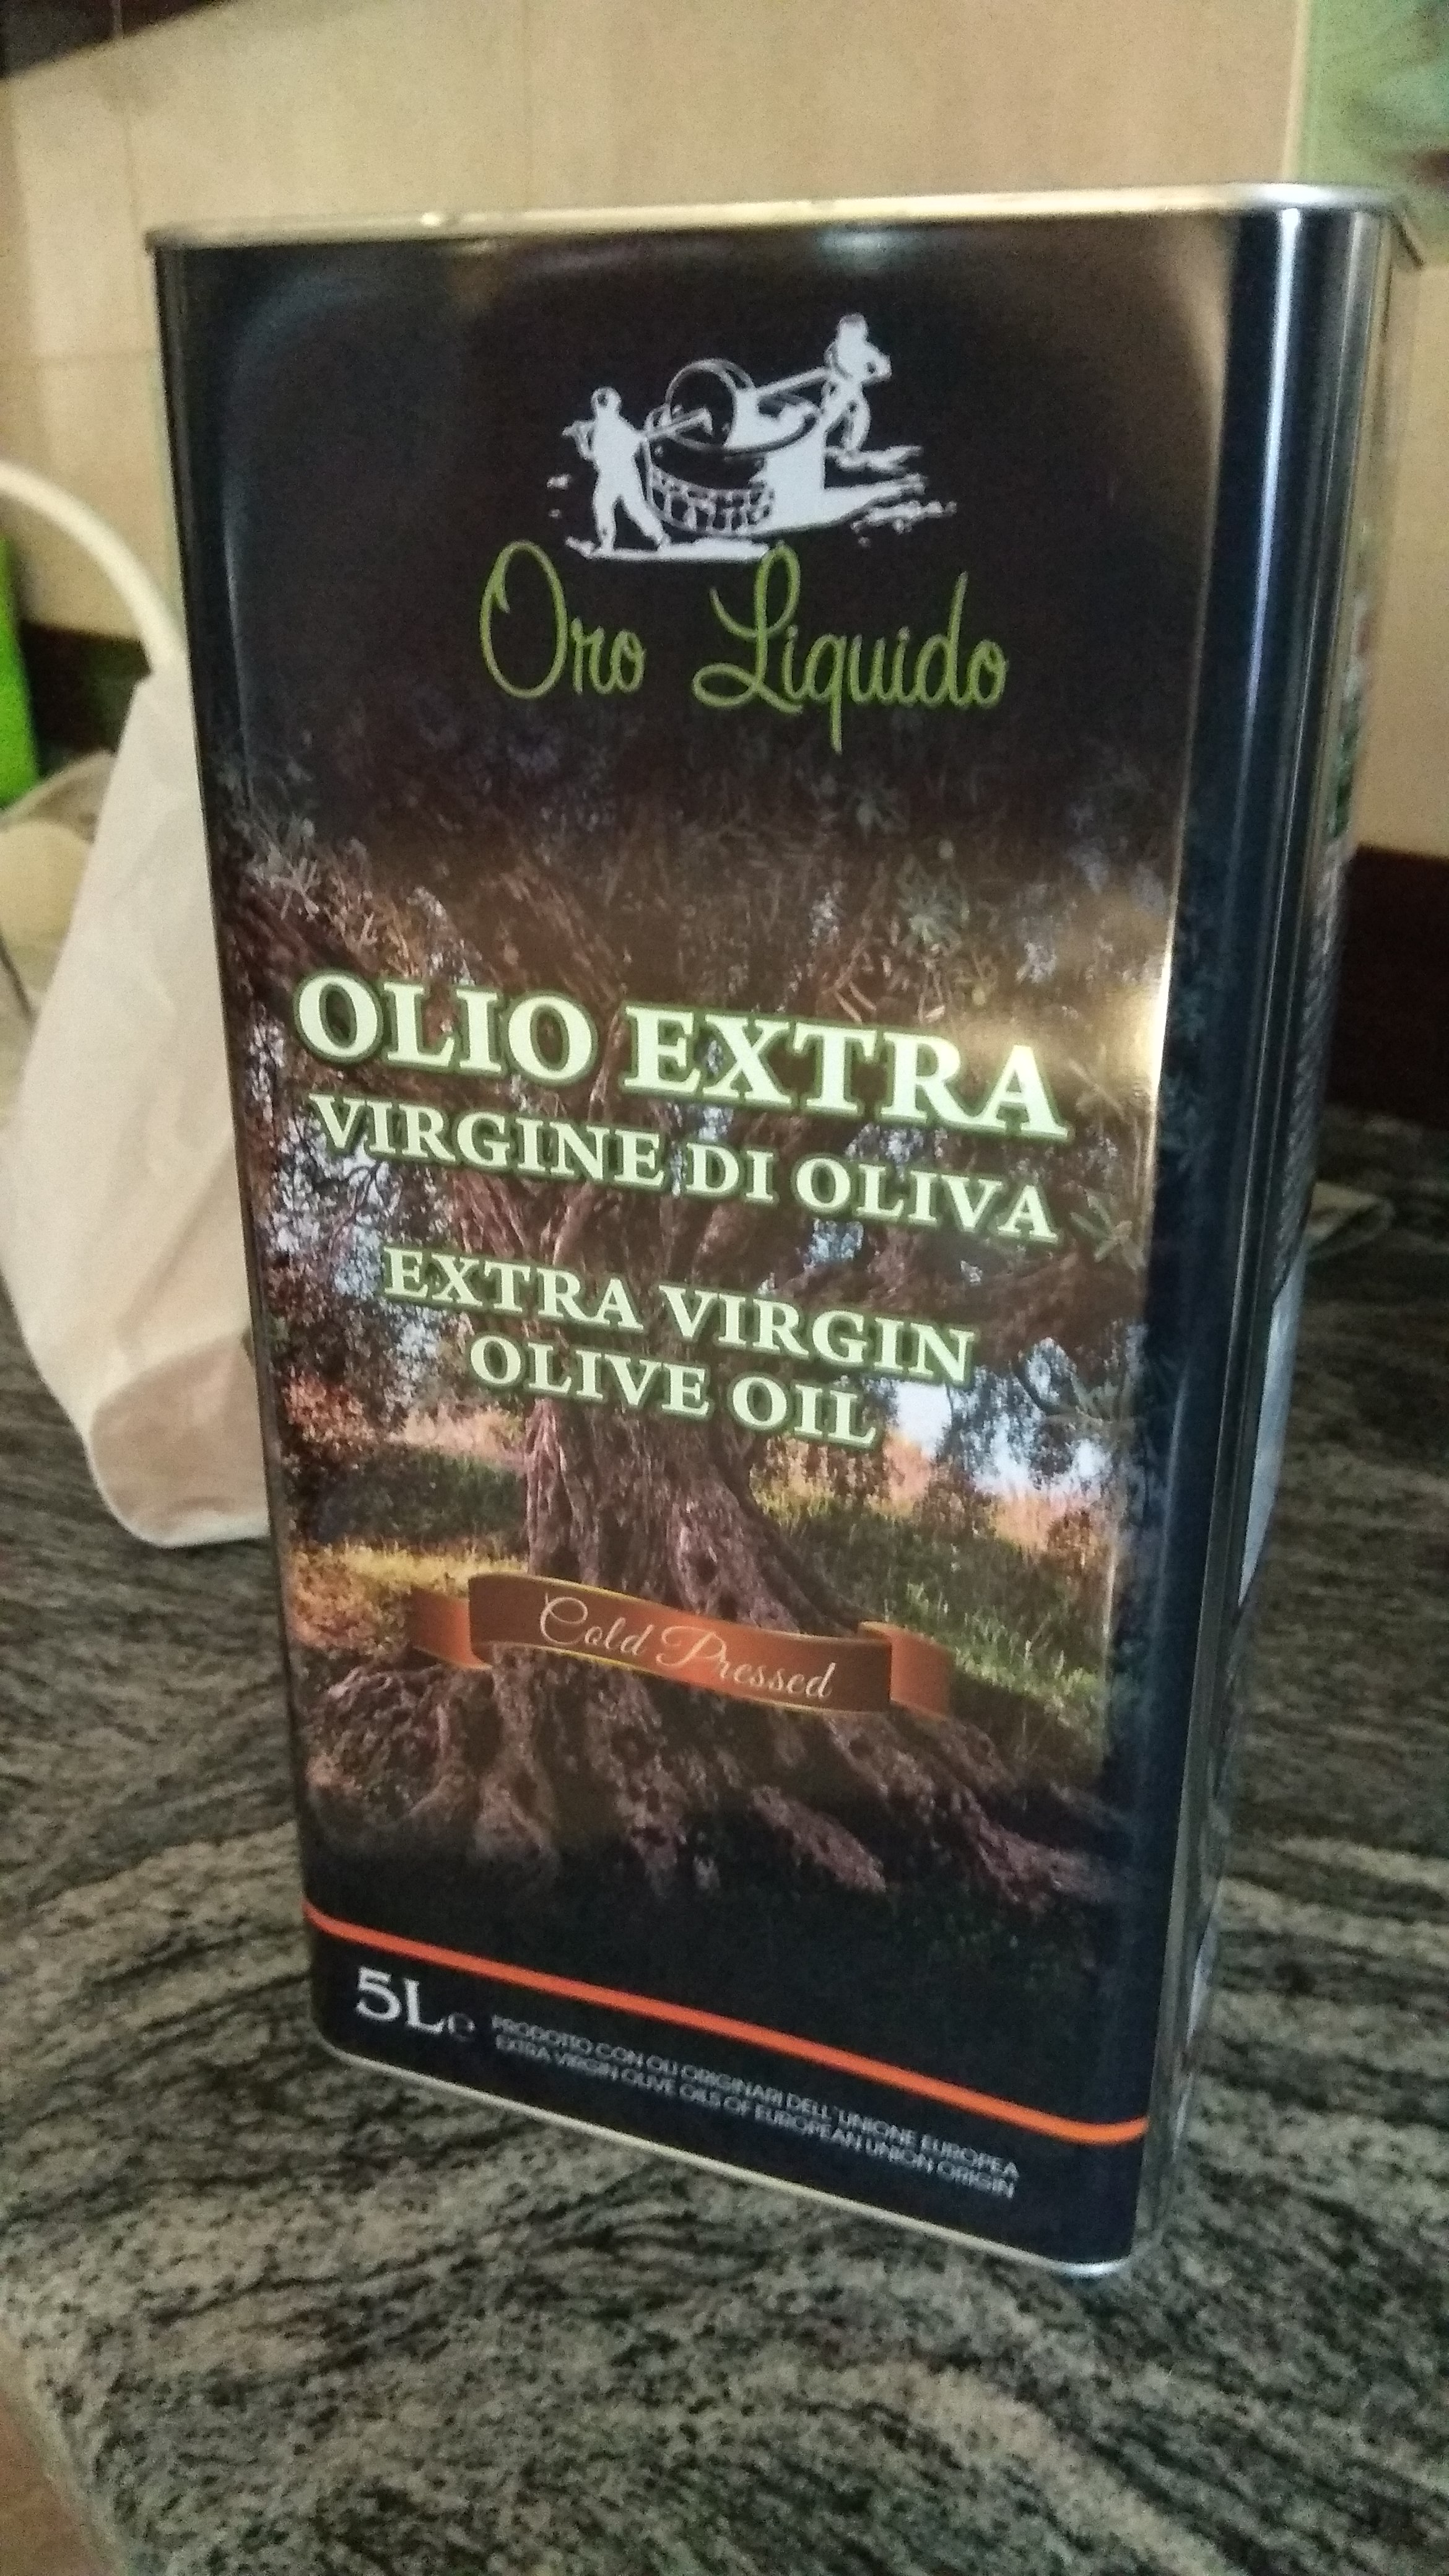 Oro Liquido
OLIO EXTRA
VIRGINE DI OLIVA
EXTRA VIRGIN
OLIVE OIL
Cold Pressed
5L e
PRODOTTO CON OLI ORIGINARI DELL'UNIONE EUROPEA
EXTRA VIRGIN OLIVE OILS OF EUROPEAN UNION ORIGIN